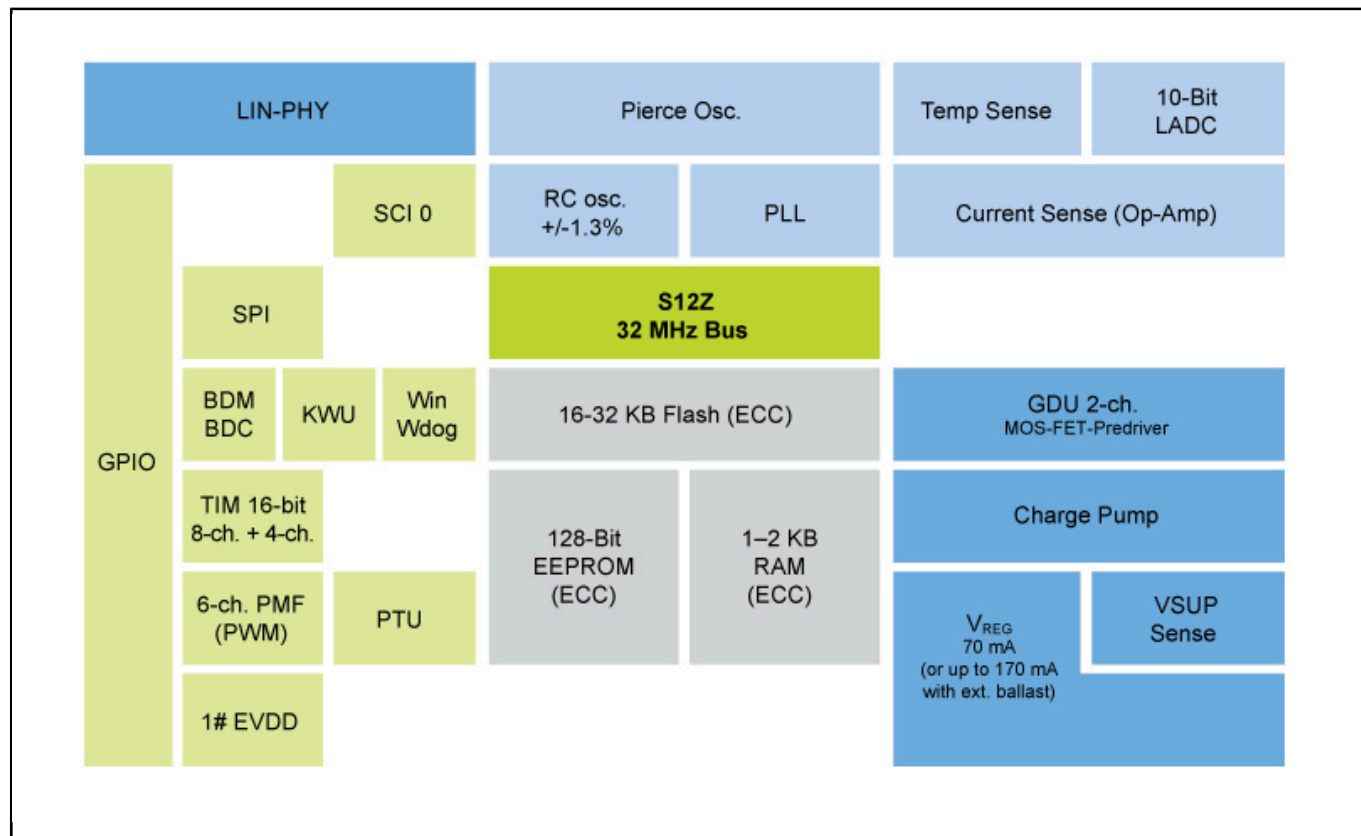 LIN-PHY
Pierce Osc.
Temp Sense
10-Bit
LADC
GPIO
SCI 0
RC osc.
+/-1.3%
PLL
Current Sense (Op-Amp)
SPI
S12Z
32 MHz Bus
BDM
BDC
KWU
Win
Wdog
16-32 KB Flash (ECC)
GDU 2-ch.
MOS-FET-Predriver
TIM 16-bit
8-ch. + 4-ch.
128-Bit
EEPROM
(ECC)
1–2 KB
RAM
(ECC)
Charge Pump
6-ch. PMF
(PWM)
PTU
VREG
70 mA
(or up to 170 mA
with ext. ballast)
VSUP
Sense
1# EVDD